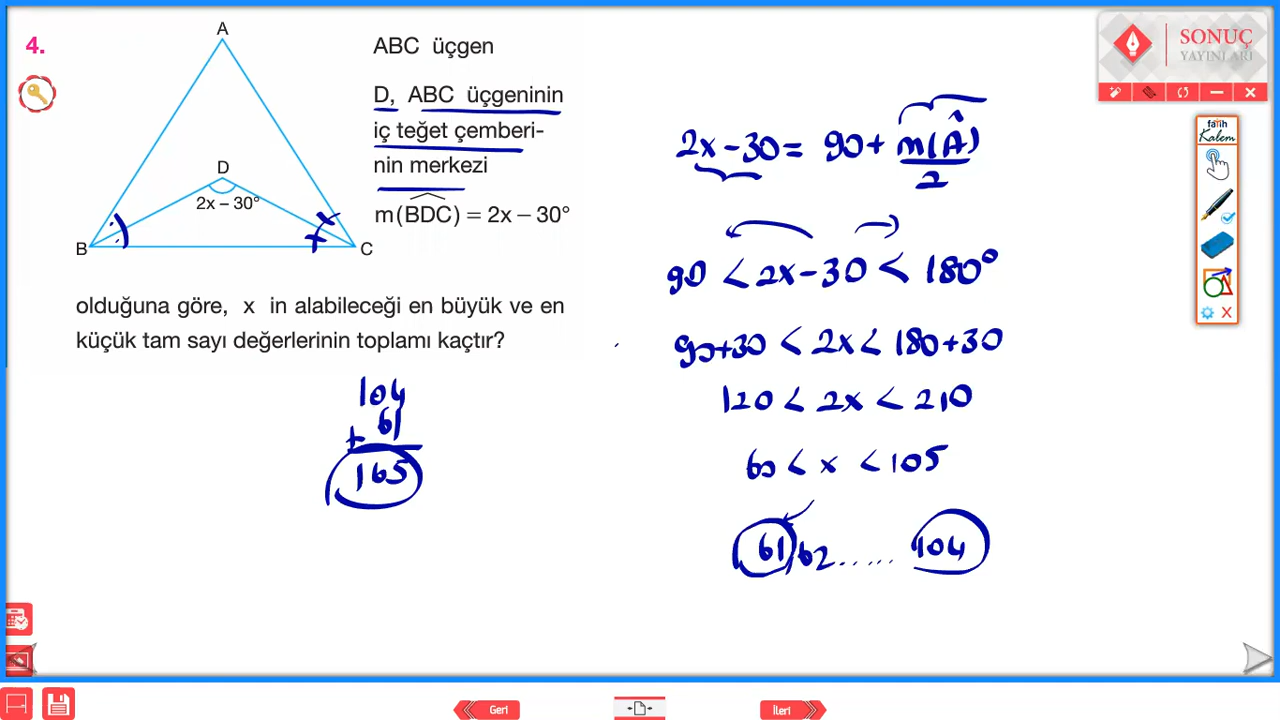 4.
A
B
C
D
2x – 30°
ABC üçgen
D, ABC üçgeninin
iç teğet çemberi-
nin merkezi
m(BDC) = 2x – 30°
olduğuna göre, x in alabileceği en büyük ve en
küçük tam sayı değerlerinin toplamı kaçtır?
104
+ 61
165
2x – 30 = 90 + m(Â)/2
90 < 2x – 30 < 180°
90+30 < 2x < 180+30
120 < 2x < 210
60 < x < 105
61, 62 ...... 104
SONUÇ
YAYINLARI
fatih
Kalem
Geri
İleri